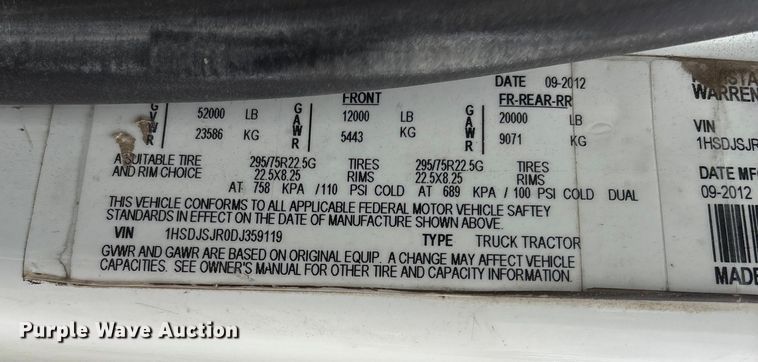 DATE 09-2012
FRONT FR-REAR-RR
GVWR 52000 LB GAWR 12000 LB GAWR 20000 LB
23586 KG 5443 KG 9071 KG
A SUITABLE TIRE 295/75R22.5G TIRES 295/75R22.5G TIRES
AND RIM CHOICE 22.5X8.25 RIMS 22.5X8.25 RIMS
AT 758 KPA /110 PSI COLD AT 689 KPA / 100 PSI COLD DUAL
THIS VEHICLE CONFORMS TO ALL APPLICABLE FEDERAL MOTOR VEHICLE SAFTEY
STANDARDS IN EFFECT ON THE DATE OF MANUFACTURE SHOWN ABOVE.
VIN 1HSDJSJR0DJ359119 TYPE TRUCK TRACTOR
GVWR AND GAWR ARE BASED ON ORIGINAL EQUIP. A CHANGE MAY AFFECT VEHICLE
CAPACITIES. SEE OWNER'S MANUAL FOR OTHER TIRE AND CAPACITY INFORMATION.
WARREN
VIN
1HSDJSJR
DATE MFG
09-2012
MADE
Purple Wave Auction